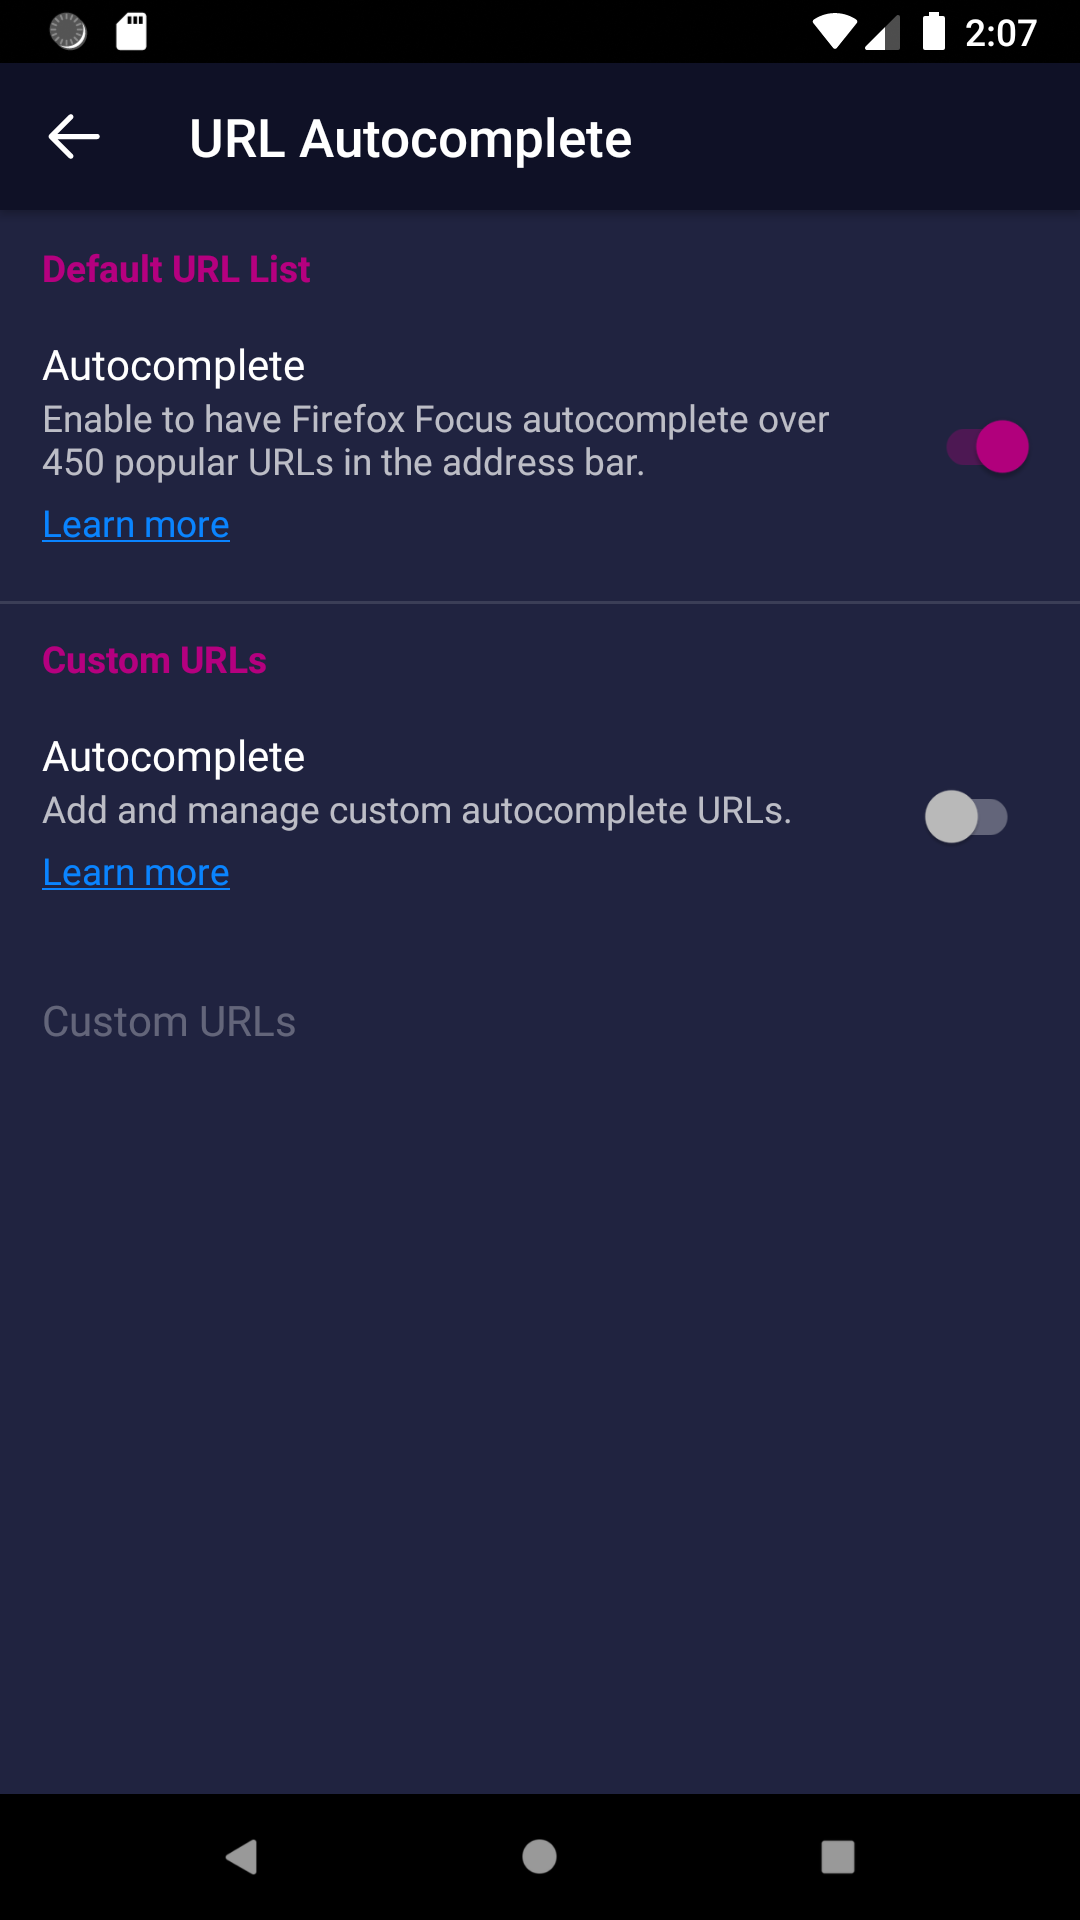 2:07
URL Autocomplete
Default URL List
Autocomplete
Enable to have Firefox Focus autocomplete over
450 popular URLs in the address bar.
Learn more
Custom URLs
Autocomplete
Add and manage custom autocomplete URLs.
Learn more
Custom URLs